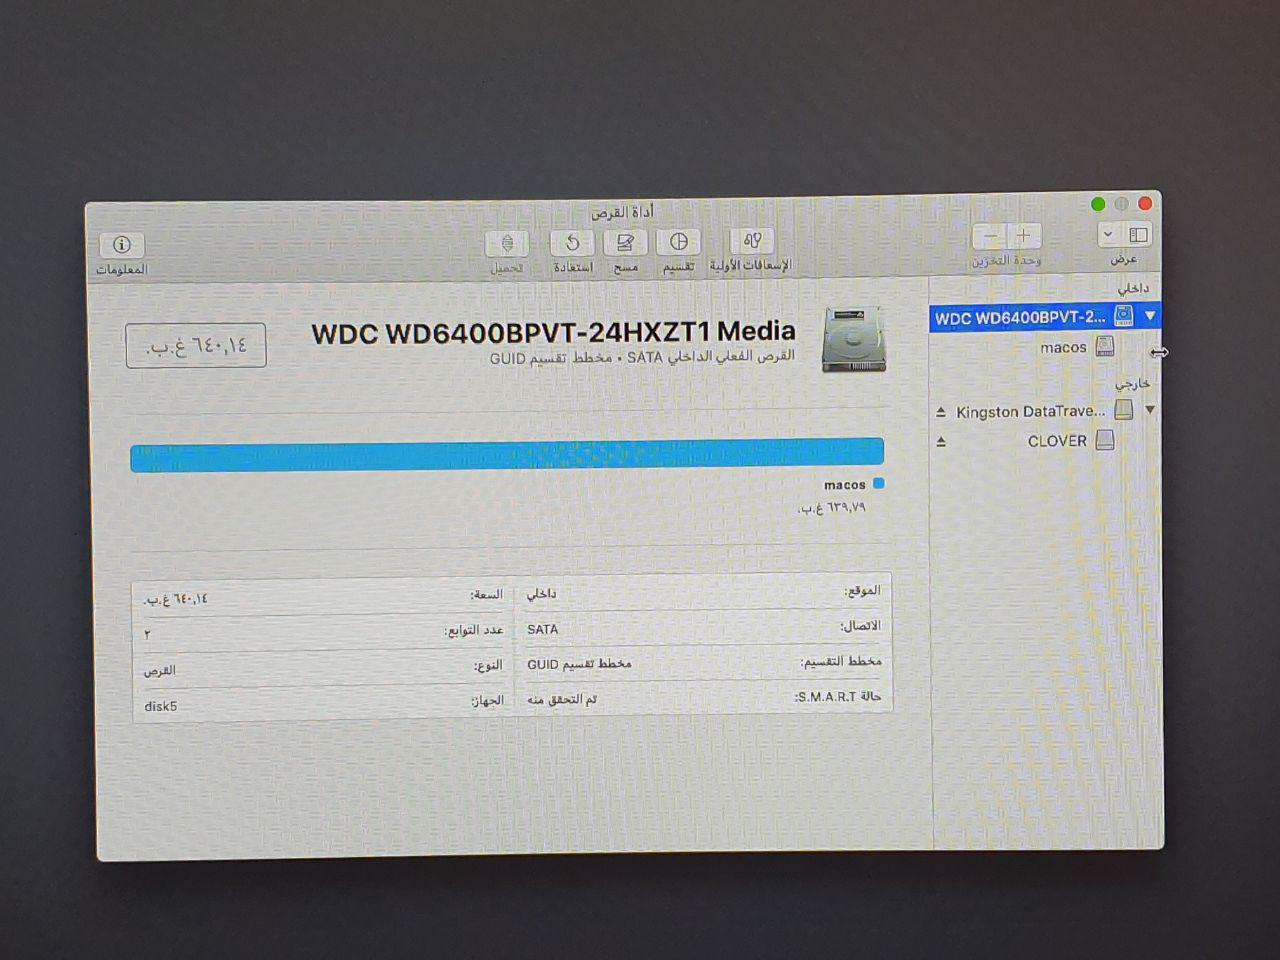 أداة القرص
عرض
وحدة التخزين
الإسعافات الأولية
تقسيم
مسح
استعادة
تحميل
المعلومات
داخلي
WDC WD6400BPVT-2...
macos
خارجي
Kingston DataTrave...
CLOVER
WDC WD6400BPVT-24HXZT1 Media
القرص الفعلي الداخلي SATA • مخطط تقسيم GUID
٦٤٠,١٤ غ.ب.
macos
٦٣٩,٧٩ غ.ب.
الموقع: داخلي
السعة: ٦٤٠,١٤ غ.ب.
الاتصال: SATA
عدد التوابع: ٢
مخطط التقسيم: مخطط تقسيم GUID
النوع: القرص
حالة S.M.A.R.T: تم التحقق منه
الجهاز: disk5